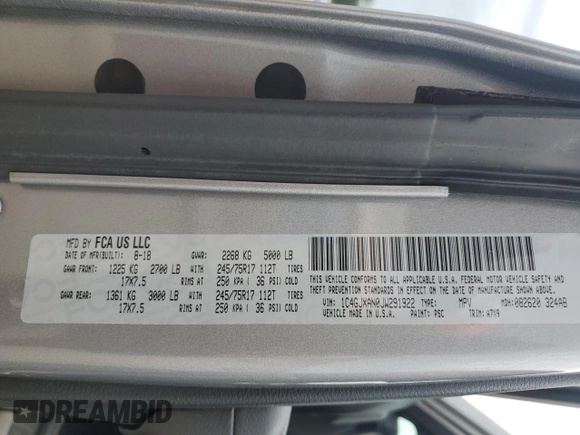 MFD BY FCA US LLC
DATE OF MFR(BUILT): 8-18 GVWR: 2268 KG 5000 LB
GAWR FRONT: 1225 KG 2700 LB WITH 245/75R17 112T TIRES
17X7.5 RIMS AT 250 KPA ( 36 PSI) COLD
GAWR REAR: 1361 KG 3000 LB WITH 245/75R17 112T TIRES
17X7.5 RIMS AT 250 KPA ( 36 PSI) COLD
THIS VEHICLE CONFORMS TO ALL APPLICABLE U.S.A. FEDERAL MOTOR VEHICLE SAFETY AND
THEFT PREVENTION STANDARDS IN EFFECT ON THE DATE OF MANUFACTURE SHOWN ABOVE.
VIN: 1C4GJXAN0JW291922 TYPE: MPV MDH: 082620 324AB
VEHICLE MADE IN U.S.A. PAINT: PSC TRIM: A7X9
DREAMBID